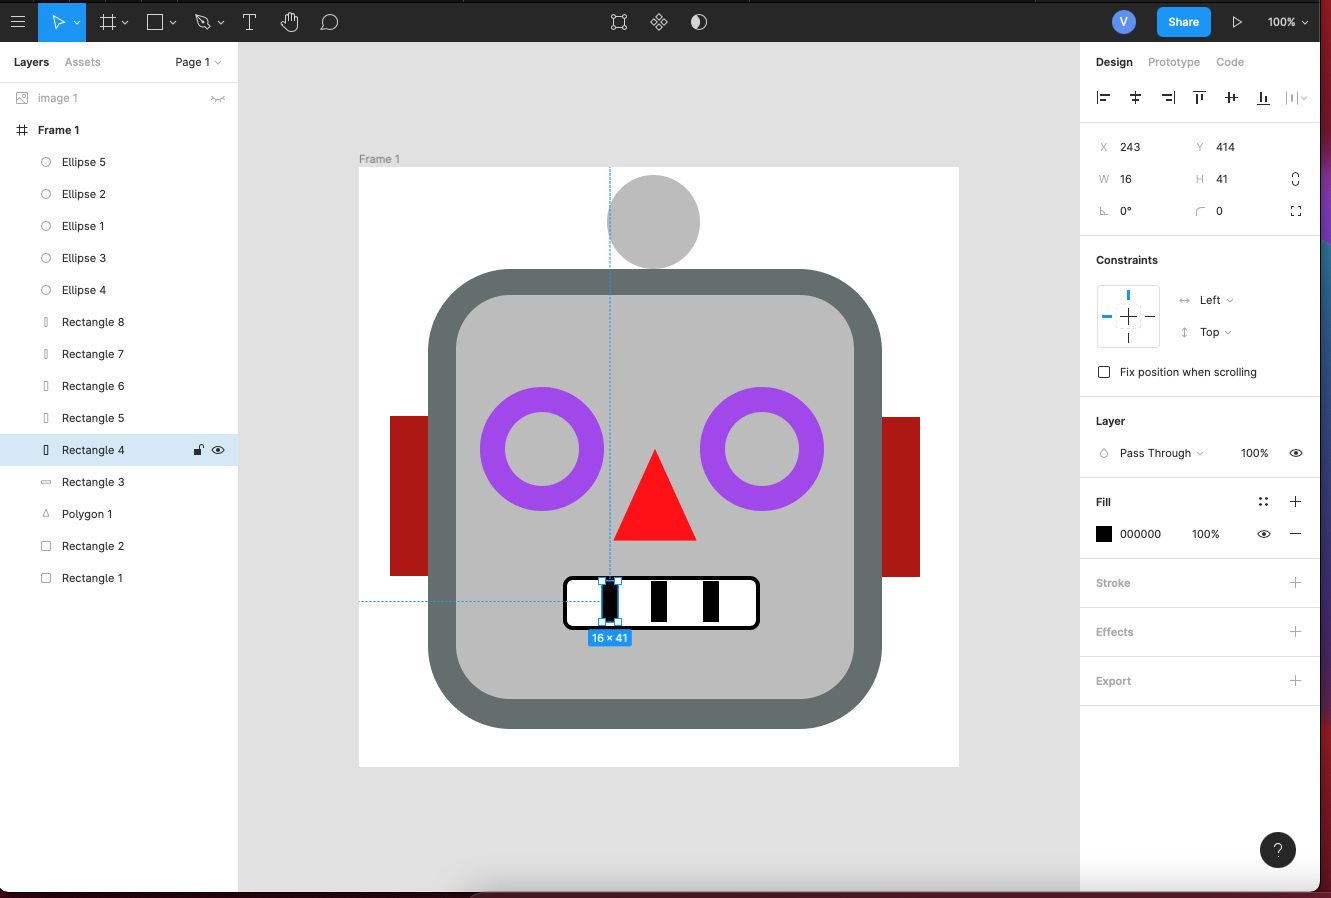 V
Share
100%
Layers
Assets
Page 1
image 1
Frame 1
Ellipse 5
Ellipse 2
Ellipse 1
Ellipse 3
Ellipse 4
Rectangle 8
Rectangle 7
Rectangle 6
Rectangle 5
Rectangle 4
Rectangle 3
Polygon 1
Rectangle 2
Rectangle 1
Frame 1
16 × 41
Design
Prototype
Code
X 243 Y 414
W 16 H 41
0° 0
Constraints
Left
Top
Fix position when scrolling
Layer
Pass Through 100%
Fill
000000 100%
Stroke
Effects
Export
?